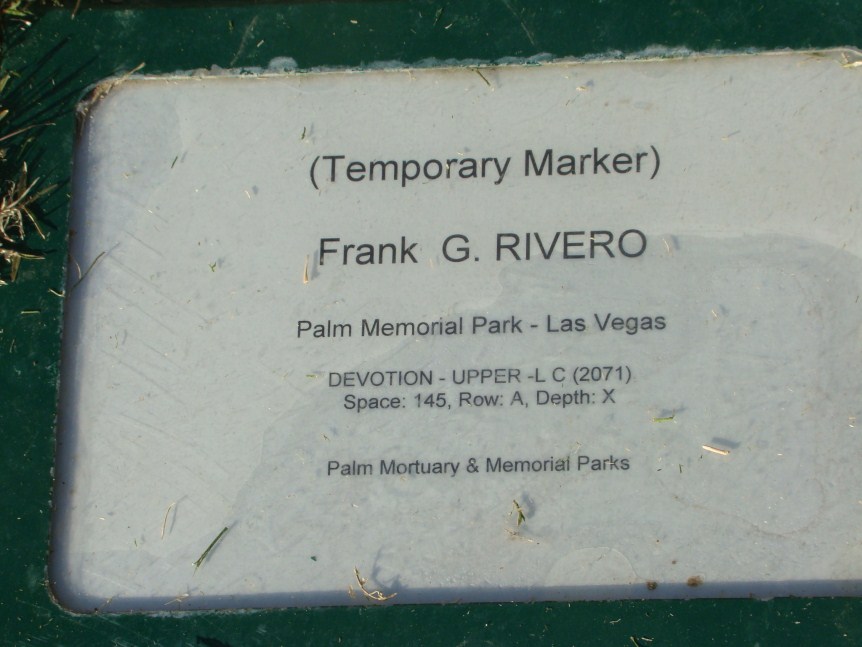 (Temporary Marker)
Frank G. RIVERO
Palm Memorial Park - Las Vegas
DEVOTION - UPPER -L C (2071)
Space: 145, Row: A, Depth: X
Palm Mortuary & Memorial Parks